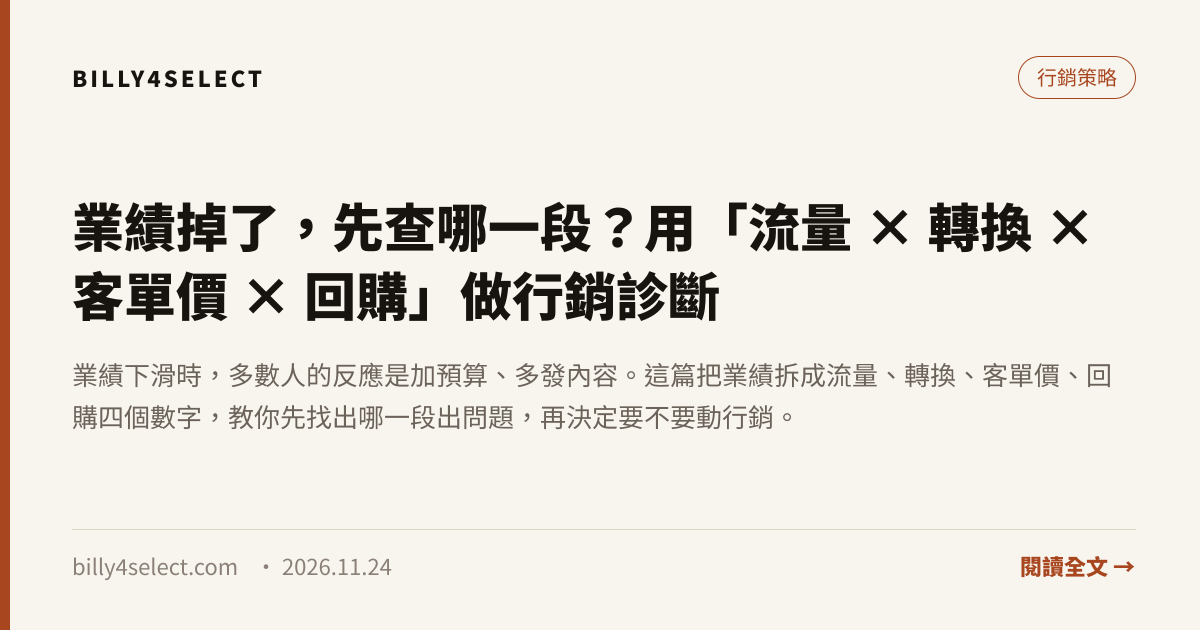 BILLY4SELECT
行銷策略
業績掉了，先查哪一段？用「流量 × 轉換 ×
客單價 × 回購」做行銷診斷
業績下滑時，多數人的反應是加預算、多發內容。這篇把業績拆成流量、轉換、客單價、回
購四個數字，教你先找出哪一段出問題，再決定要不要動行銷。
billy4select.com ・ 2026.11.24
閱讀全文 →